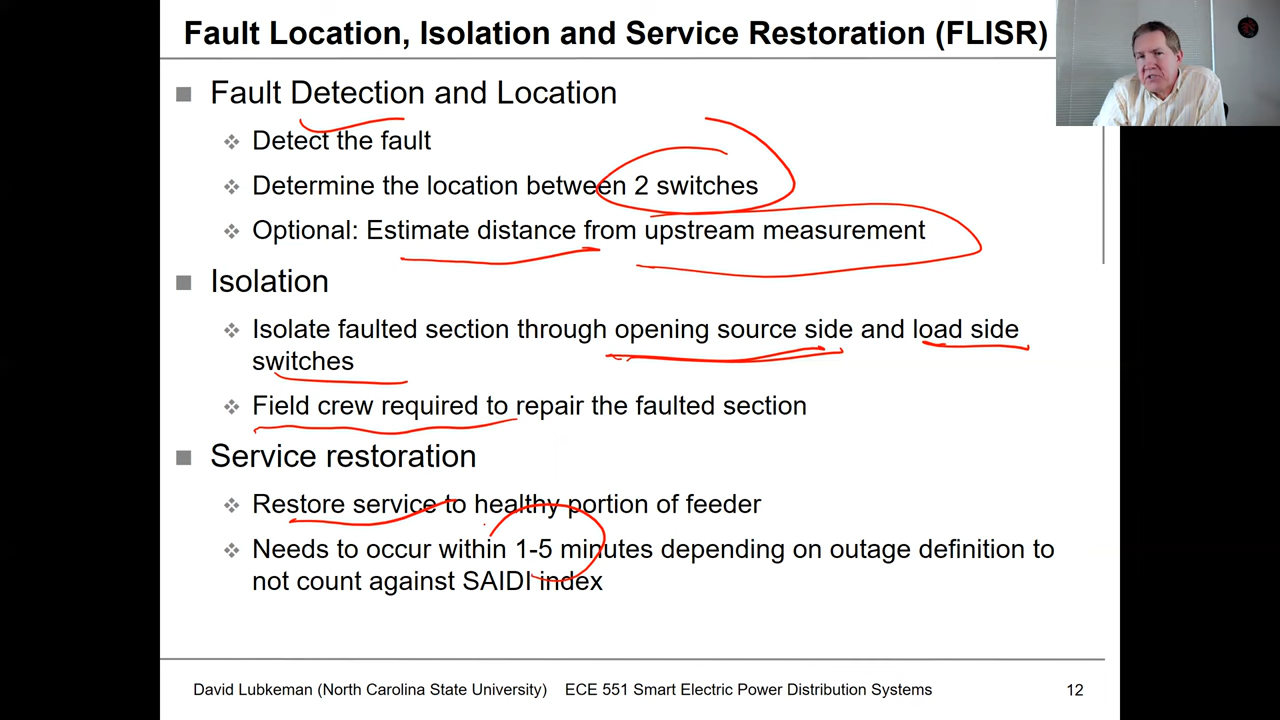 Fault Location, Isolation and Service Restoration (FLISR)
Fault Detection and Location
Detect the fault
Determine the location between 2 switches
Optional: Estimate distance from upstream measurement
Isolation
Isolate faulted section through opening source side and load side
switches
Field crew required to repair the faulted section
Service restoration
Restore service to healthy portion of feeder
Needs to occur within 1-5 minutes depending on outage definition to
not count against SAIDI index
David Lubkeman (North Carolina State University) ECE 551 Smart Electric Power Distribution Systems 12